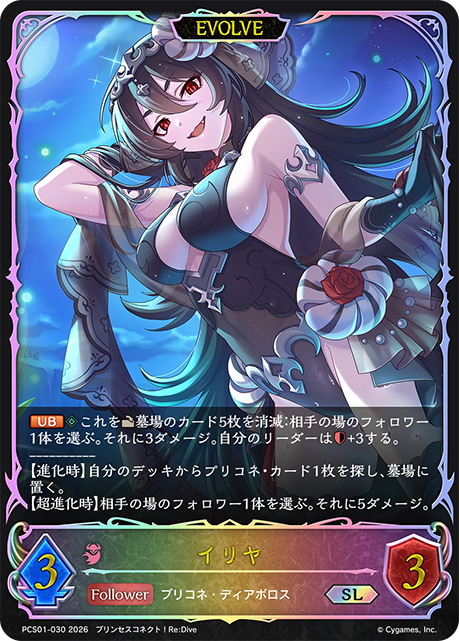 EVOLVE
UB これを墓場のカード5枚を消滅:相手の場のフォロワー
1体を選ぶ。それに3ダメージ。自分のリーダーは+3する。
----------
【進化時】自分のデッキからプリコネ・カード1枚を探し、墓場に
置く。
【超進化時】相手の場のフォロワー1体を選ぶ。それに5ダメージ。
3
イリヤ
3
Follower プリコネ・ディアボロス SL
PCS01-030 2026 プリンセスコネクト!Re:Dive © Cygames, Inc.